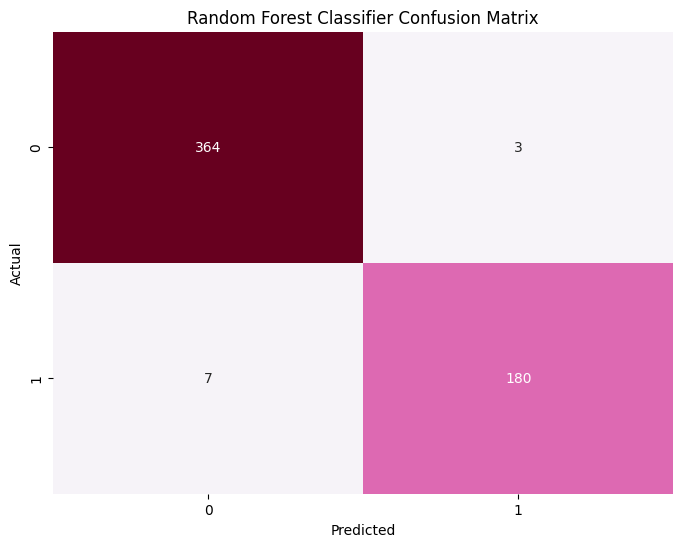 Random Forest Classifier Confusion Matrix
0
364
3
Actual
1
7
180
0
1
Predicted